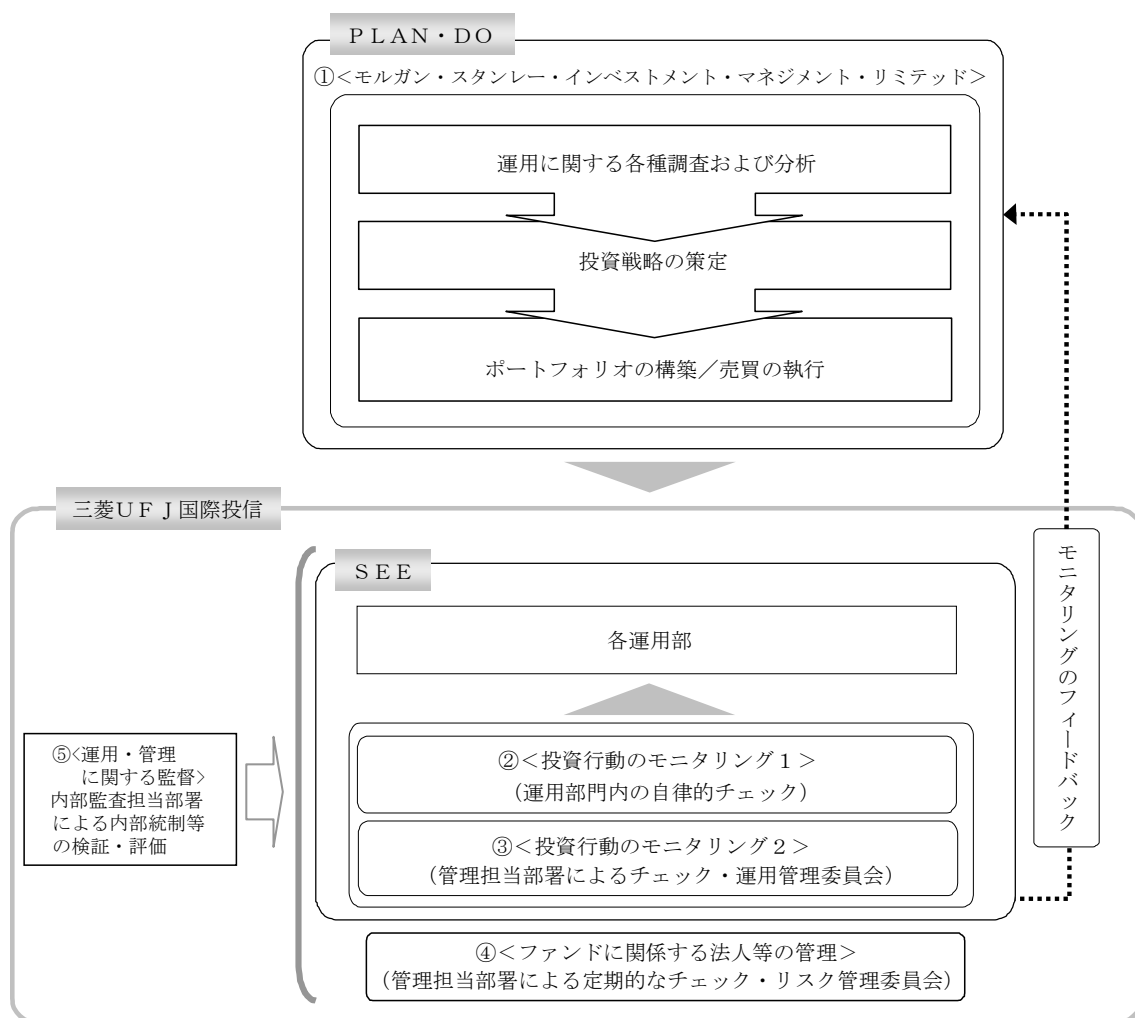 ＰＬＡＮ・ＤＯ
①＜モルガン・スタンレー・インベストメント・マネジメント・リミテッド＞
運用に関する各種調査および分析
投資戦略の策定
ポートフォリオの構築／売買の執行
三菱ＵＦＪ国際投信
ＳＥＥ
各運用部
②＜投資行動のモニタリング１＞
（運用部門内の自律的チェック）
③＜投資行動のモニタリング２＞
（管理担当部署によるチェック・運用管理委員会）
④＜ファンドに関係する法人等の管理＞
（管理担当部署による定期的なチェック・リスク管理委員会）
⑤<運用・管理
に関する監督>
内部監査担当部署
による内部統制等
の検証・評価
モニタリングのフィードバック